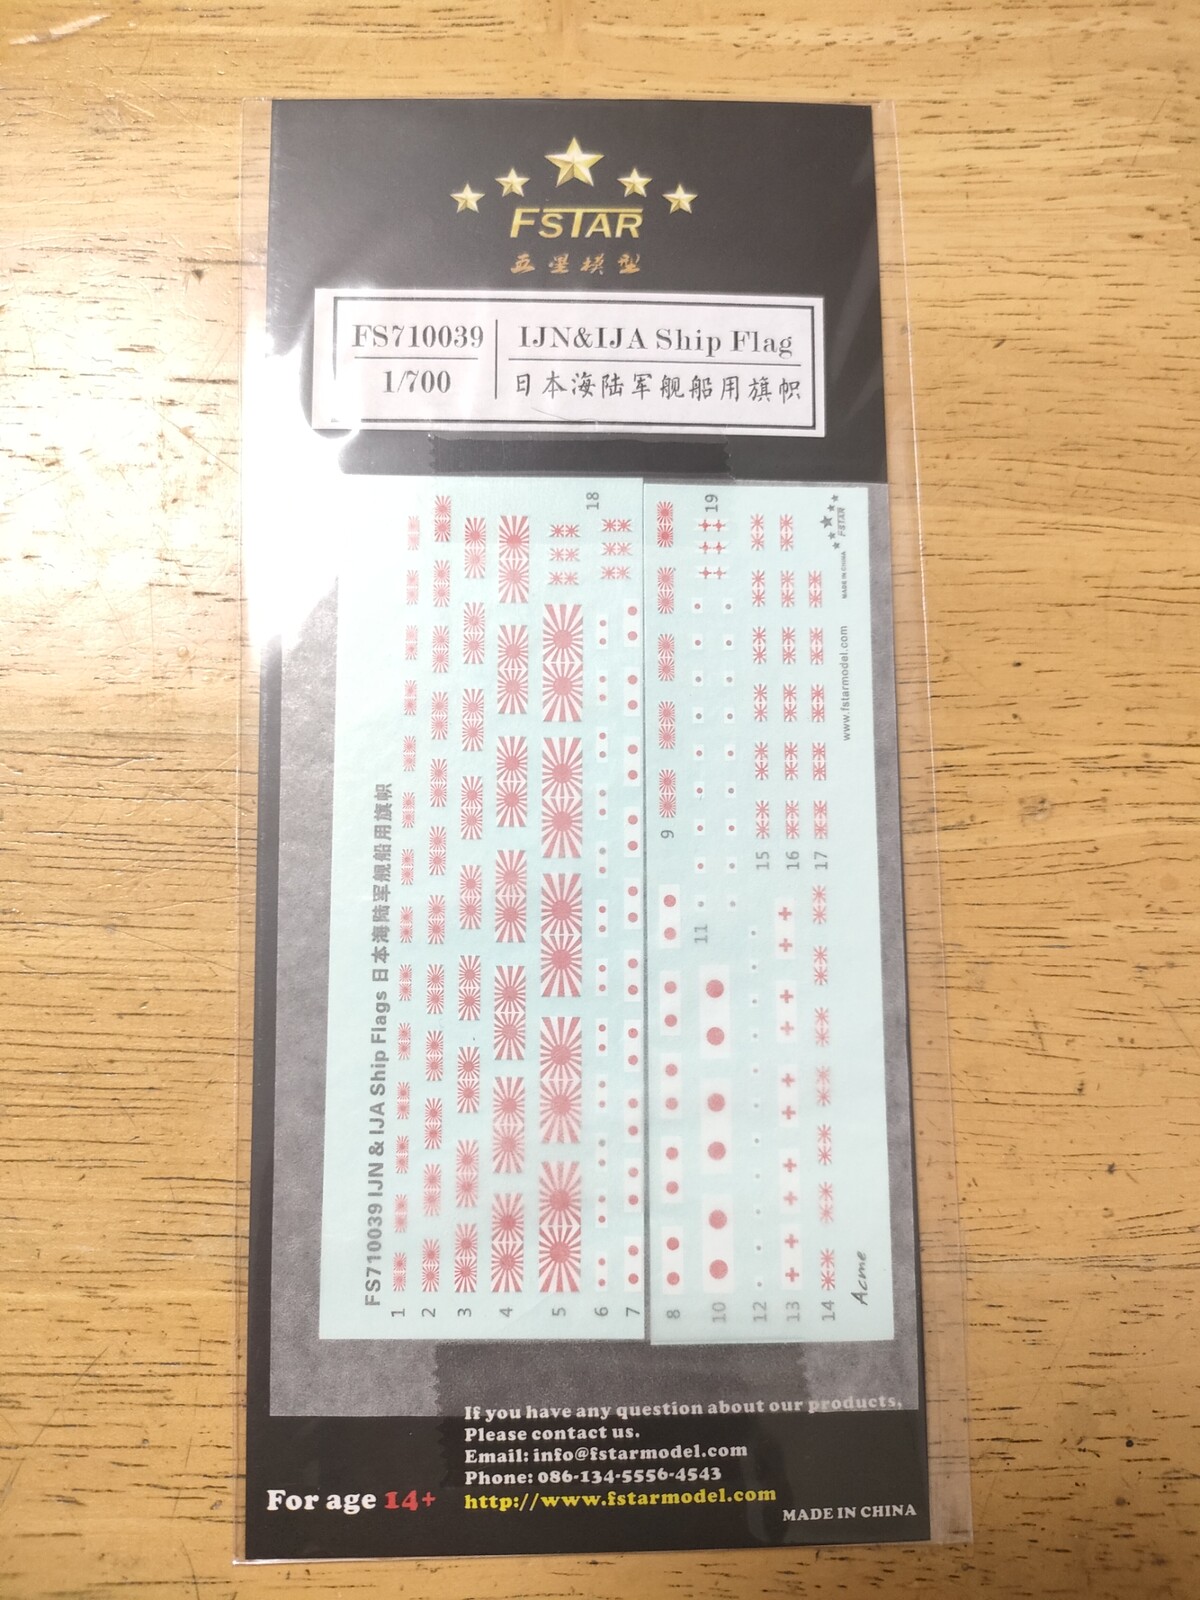 FSTAR
五星模型
FS710039
1/700
IJN&IJA Ship Flag
日本海陆军舰船用旗帜
FS710039 IJN & IJA Ship Flags 日本海陆军舰船用旗帜
1
2
3
4
5
6
7
18
8
9
10
11
19
12
13
14
15
16
17
Acme
www.fstarmodel.com
MADE IN CHINA
FSTAR
If you have any question about our products,
Please contact us.
Email: info@fstarmodel.com
Phone: 086-134-5556-4543
http://www.fstarmodel.com
For age 14+
MADE IN CHINA